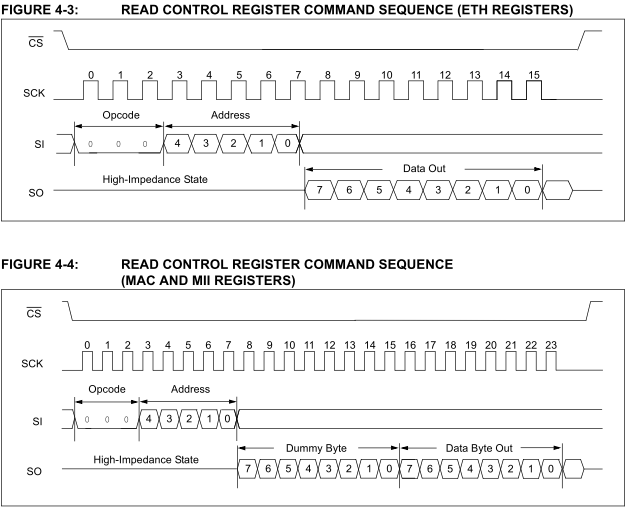 FIGURE 4-3: READ CONTROL REGISTER COMMAND SEQUENCE (ETH REGISTERS)
CS
0 1 2 3 4 5 6 7 8 9 10 11 12 13 14 15
SCK
Opcode Address
SI 0 0 0 4 3 2 1 0
Data Out
High-Impedance State
SO 7 6 5 4 3 2 1 0
FIGURE 4-4: READ CONTROL REGISTER COMMAND SEQUENCE
(MAC AND MII REGISTERS)
CS
0 1 2 3 4 5 6 7 8 9 10 11 12 13 14 15 16 17 18 19 20 21 22 23
SCK
Opcode Address
SI 0 0 0 4 3 2 1 0
Dummy Byte Data Byte Out
High-Impedance State
SO 7 6 5 4 3 2 1 0 7 6 5 4 3 2 1 0